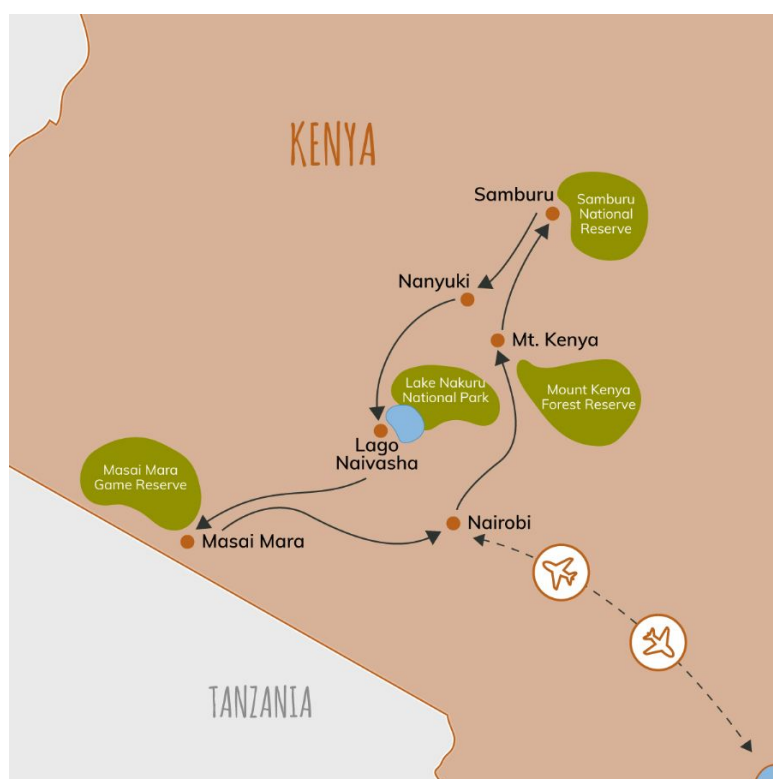 KENYA
Samburu
Samburu
National
Reserve
Nanyuki
Mt. Kenya
Lake Nakuru
National Park
Mount Kenya
Forest Reserve
Lago
Naivasha
Masai Mara
Game Reserve
Nairobi
Masai Mara
TANZANIA